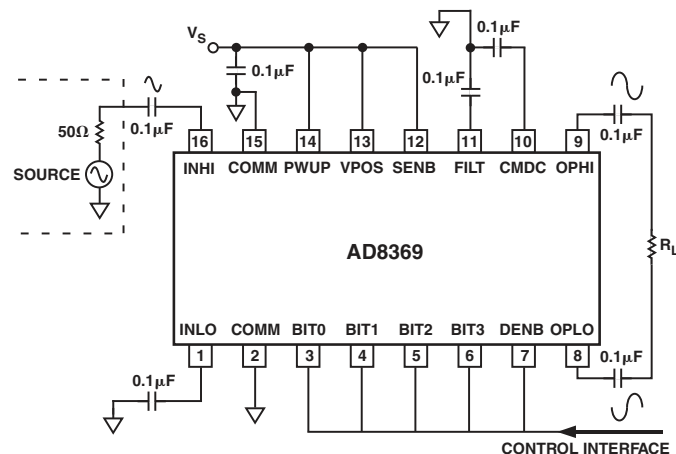 V_S
0.1μF
0.1μF
0.1μF
0.1μF
50Ω
0.1μF
SOURCE
16 15 14 13 12 11 10 9
INHI COMM PWUP VPOS SENB FILT CMDC OPHI
AD8369
R_L
INLO COMM BIT0 BIT1 BIT2 BIT3 DENB OPLO
1 2 3 4 5 6 7 8
0.1μF
0.1μF
CONTROL INTERFACE